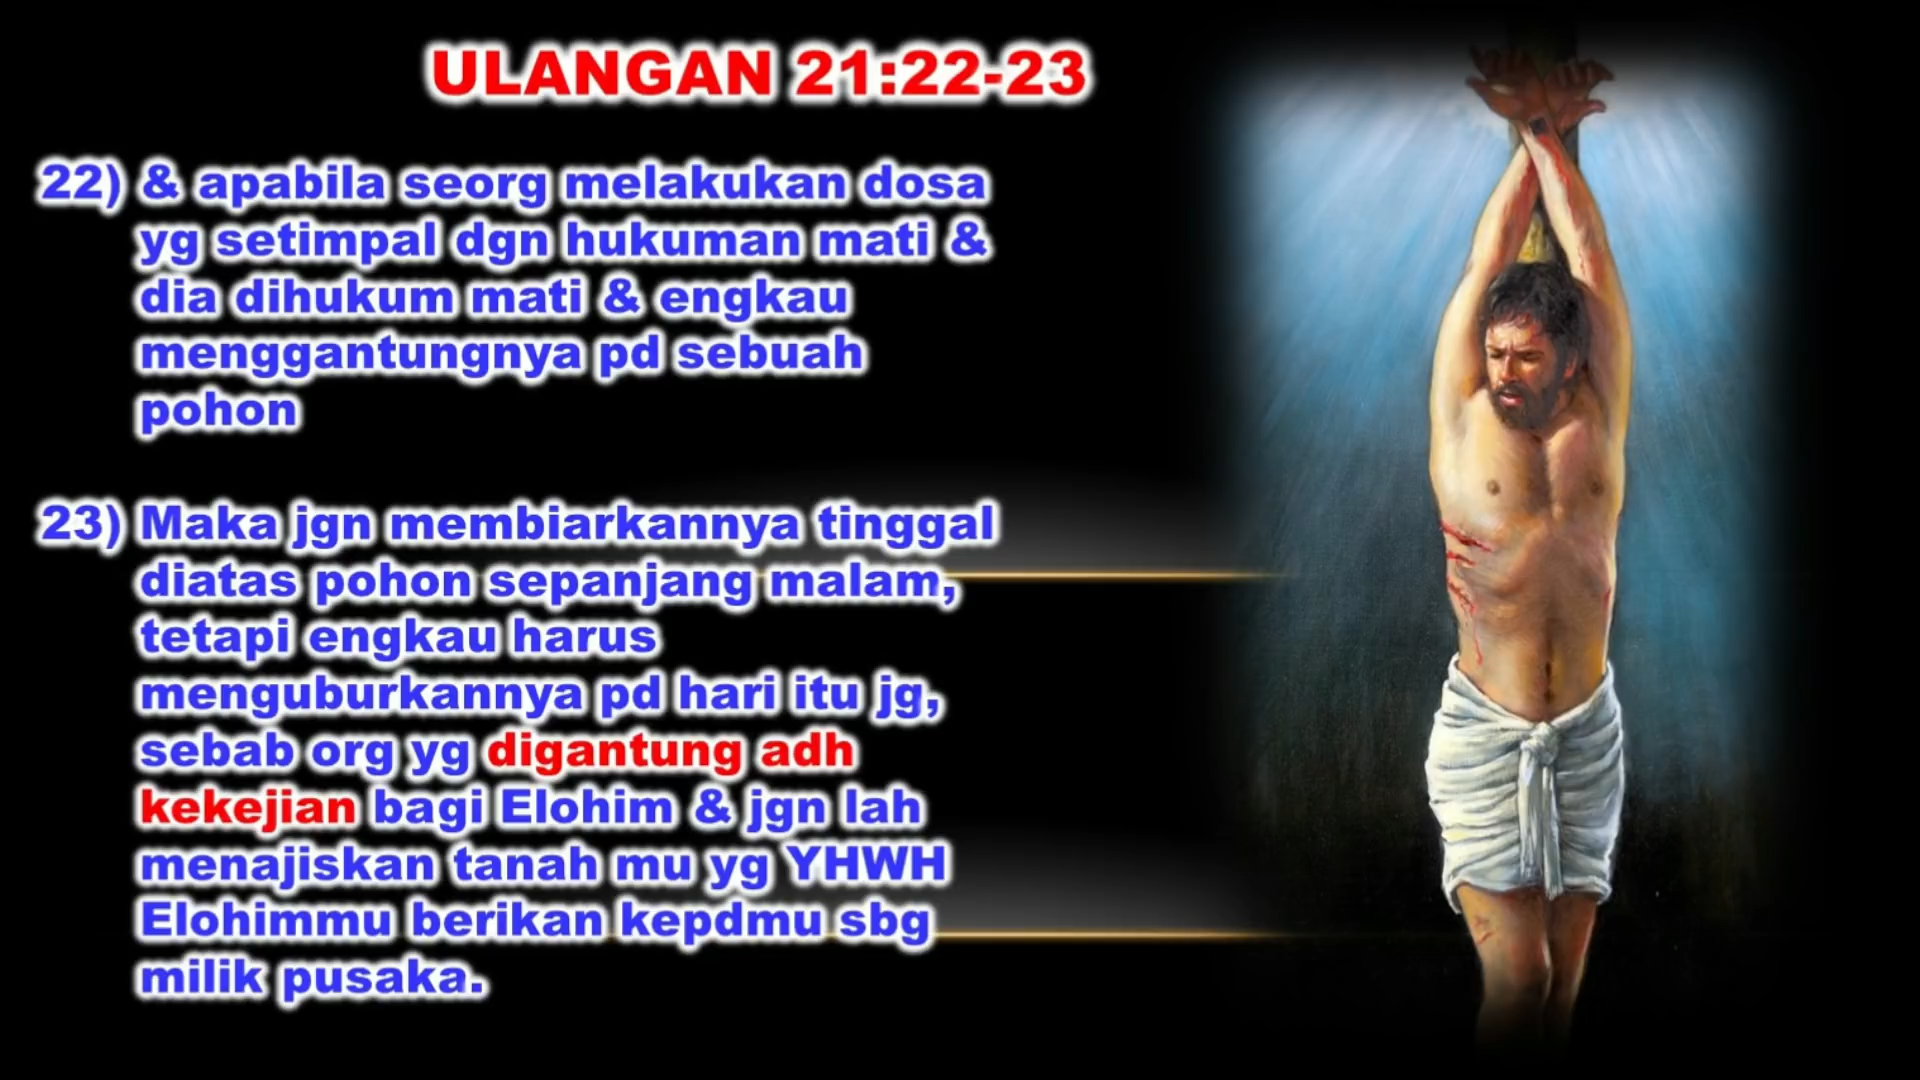 ULANGAN 21:22-23
22) & apabila seorg melakukan dosa
yg setimpal dgn hukuman mati &
dia dihukum mati & engkau
menggantungnya pd sebuah
pohon
23) Maka jgn membiarkannya tinggal
diatas pohon sepanjang malam,
tetapi engkau harus
menguburkannya pd hari itu jg,
sebab org yg digantung adh
kekejian bagi Elohim & jgn lah
menajiskan tanah mu yg YHWH
Elohimmu berikan kepdmu sbg
milik pusaka.